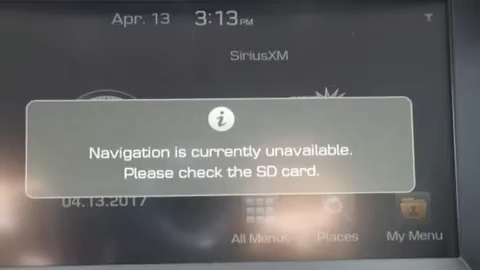 Apr. 13 3:13PM
SiriusXM
i
Navigation is currently unavailable.
Please check the SD card.
04.13.2017
All Menus Places My Menu